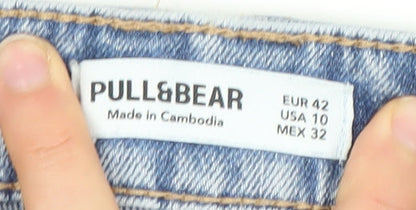 PULL&BEAR
Made in Cambodia
EUR 42
USA 10
MEX 32